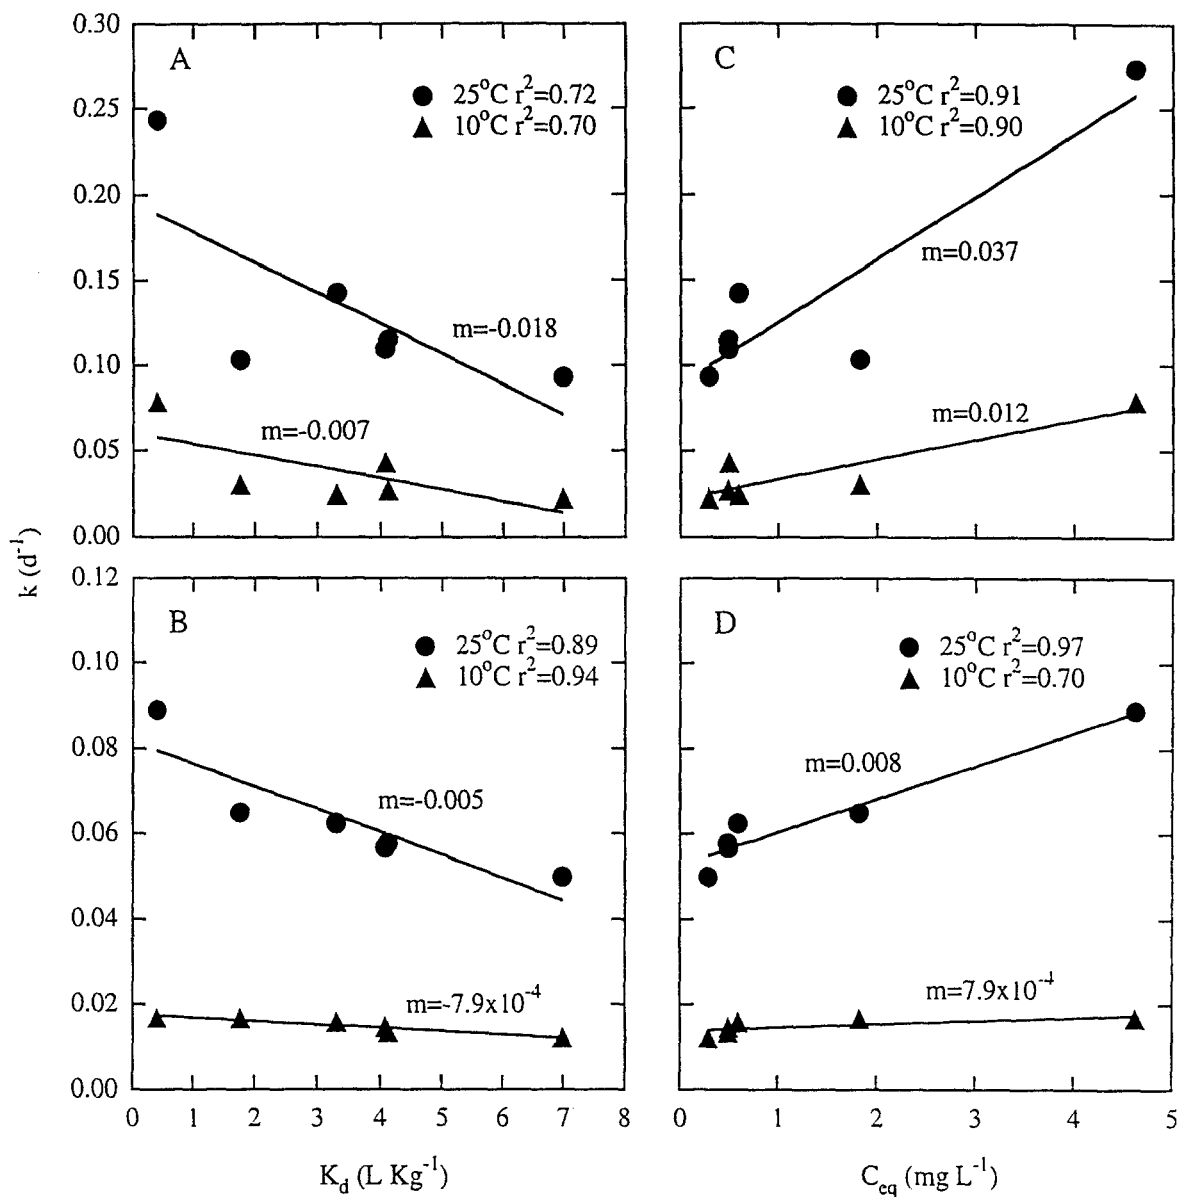 0.30
A
25°C r²=0.72
10°C r²=0.70
0.25
0.20
0.15
m=-0.018
0.10
m=-0.007
0.05
0.00
C
25°C r²=0.91
10°C r²=0.90
m=0.037
m=0.012
k (d⁻¹)
0.12
B
25°C r²=0.89
10°C r²=0.94
0.10
0.08
m=-0.005
0.06
0.04
m=-7.9x10⁻⁴
0.02
0.00
0 1 2 3 4 5 6 7 8
K_d (L Kg⁻¹)
D
25°C r²=0.97
10°C r²=0.70
m=0.008
m=7.9x10⁻⁴
0 1 2 3 4 5
C_eq (mg L⁻¹)